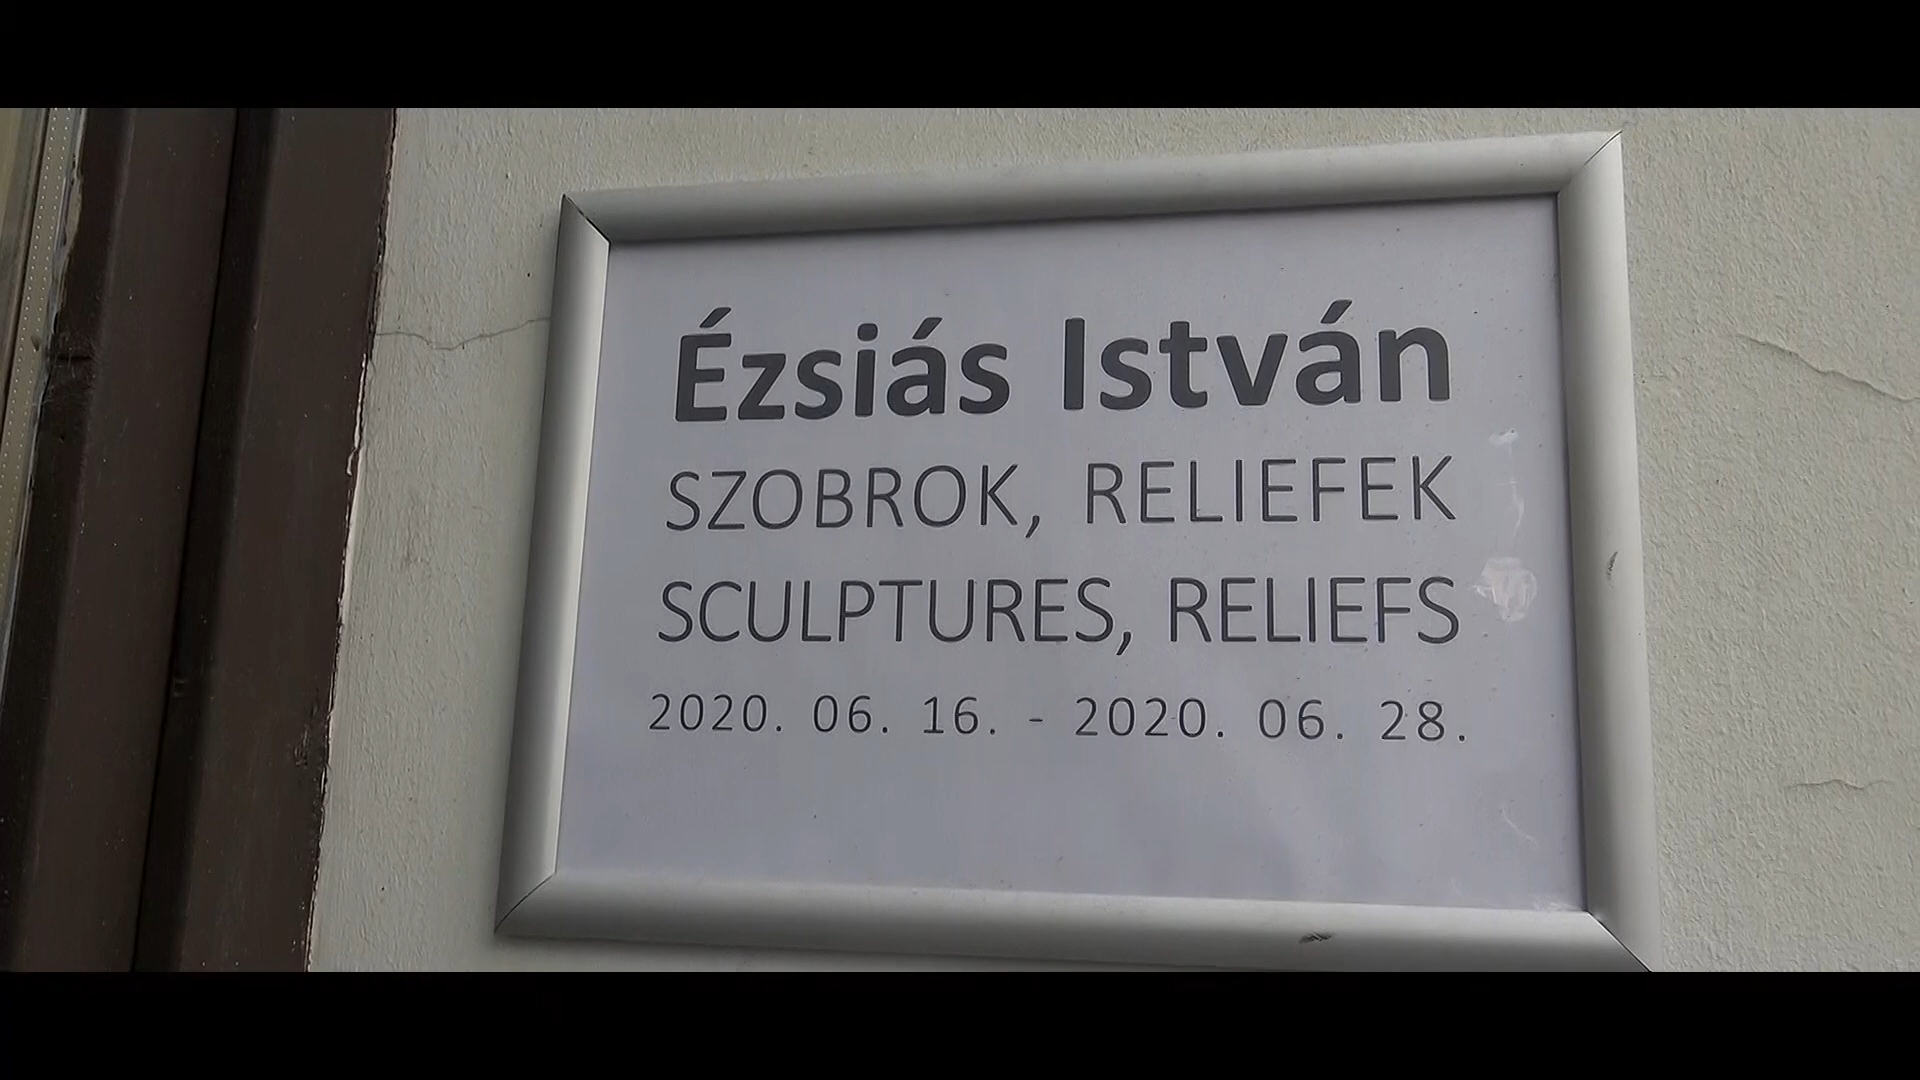 Ézsiás István
SZOBROK, RELIEFEK
SCULPTURES, RELIEFS
2020. 06. 16. - 2020. 06. 28.